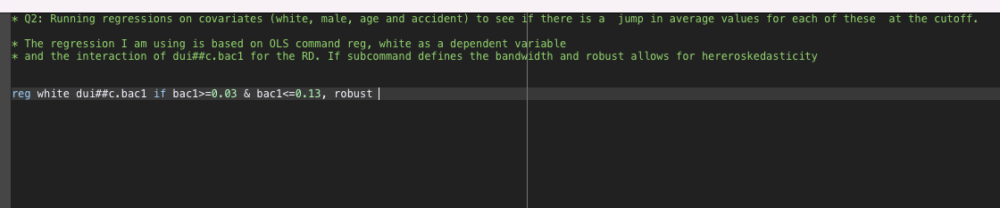 * Q2: Running regressions on covariates (white, male, age and accident) to see if there is a  jump in average values for each of these  at the cutoff.
* The regression I am using is based on OLS command reg, white as a dependent variable
* and the interaction of dui##c.bac1 for the RD. If subcommand defines the bandwidth and robust allows for hereroskedasticity
reg white dui##c.bac1 if bac1>=0.03 & bac1<=0.13, robust